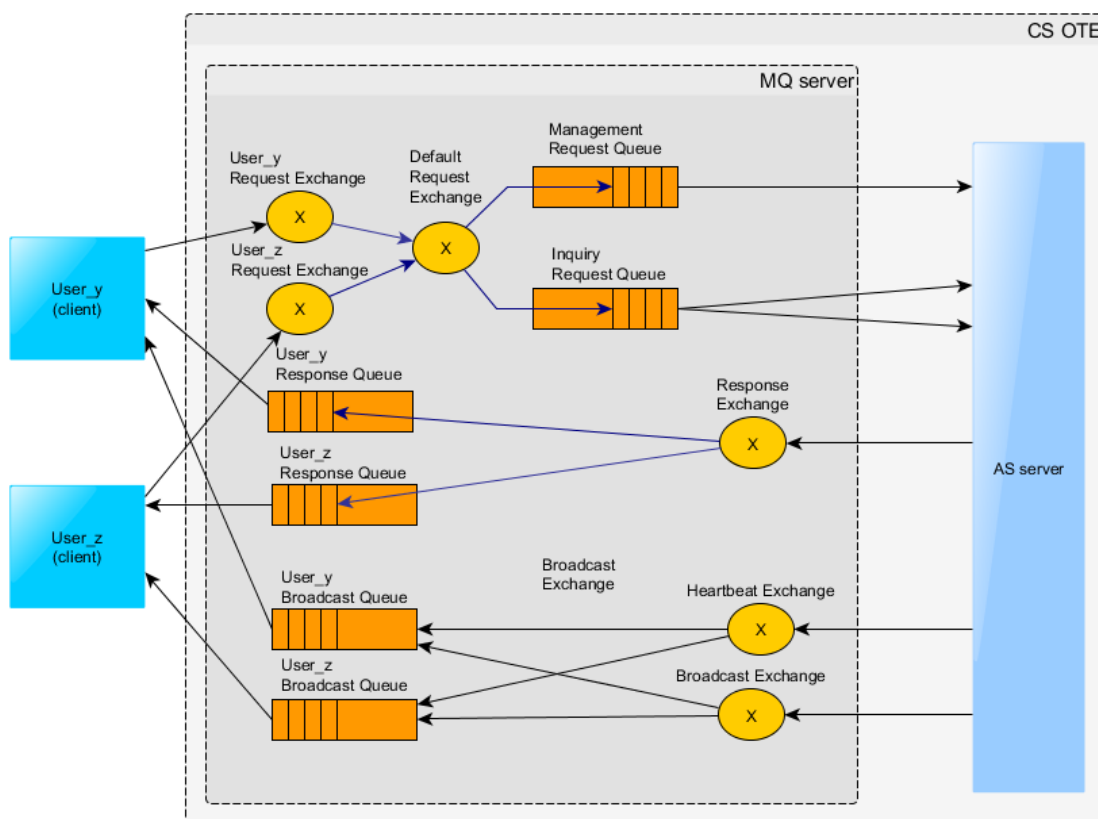 CS OTE
MQ server
Management
Request Queue
User_y
Request Exchange
Default
Request
Exchange
X
X
User_z
Request Exchange
Inquiry
Request Queue
X
User_y
(client)
User_y
Response Queue
Response
Exchange
X
User_z
Response Queue
AS server
User_z
(client)
Broadcast
Exchange
User_y
Broadcast Queue
Heartbeat Exchange
X
User_z
Broadcast Queue
Broadcast Exchange
X